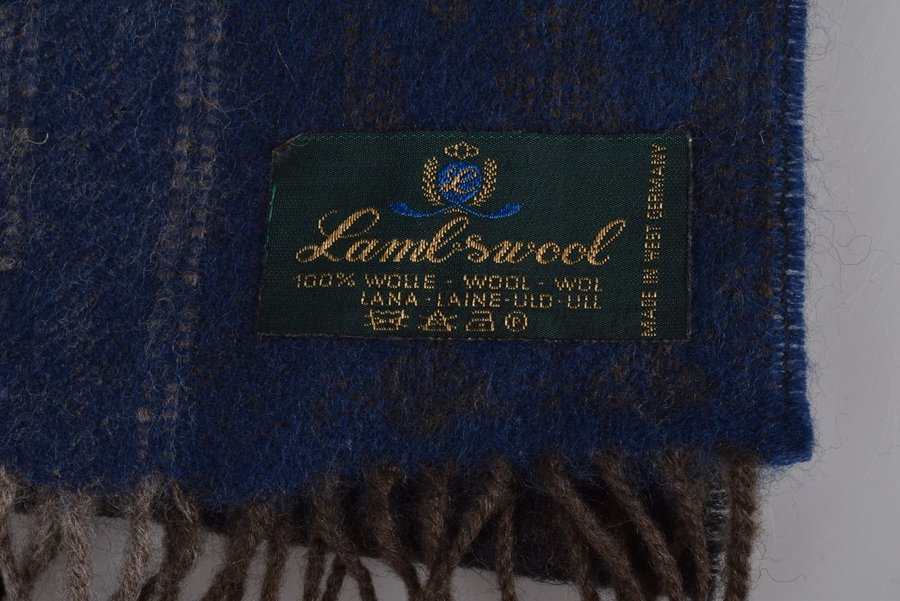 Lambswool
100% WOLLE - WOOL - WOL
LANA - LAINE - ULD - ULL
MADE IN WEST GERMANY